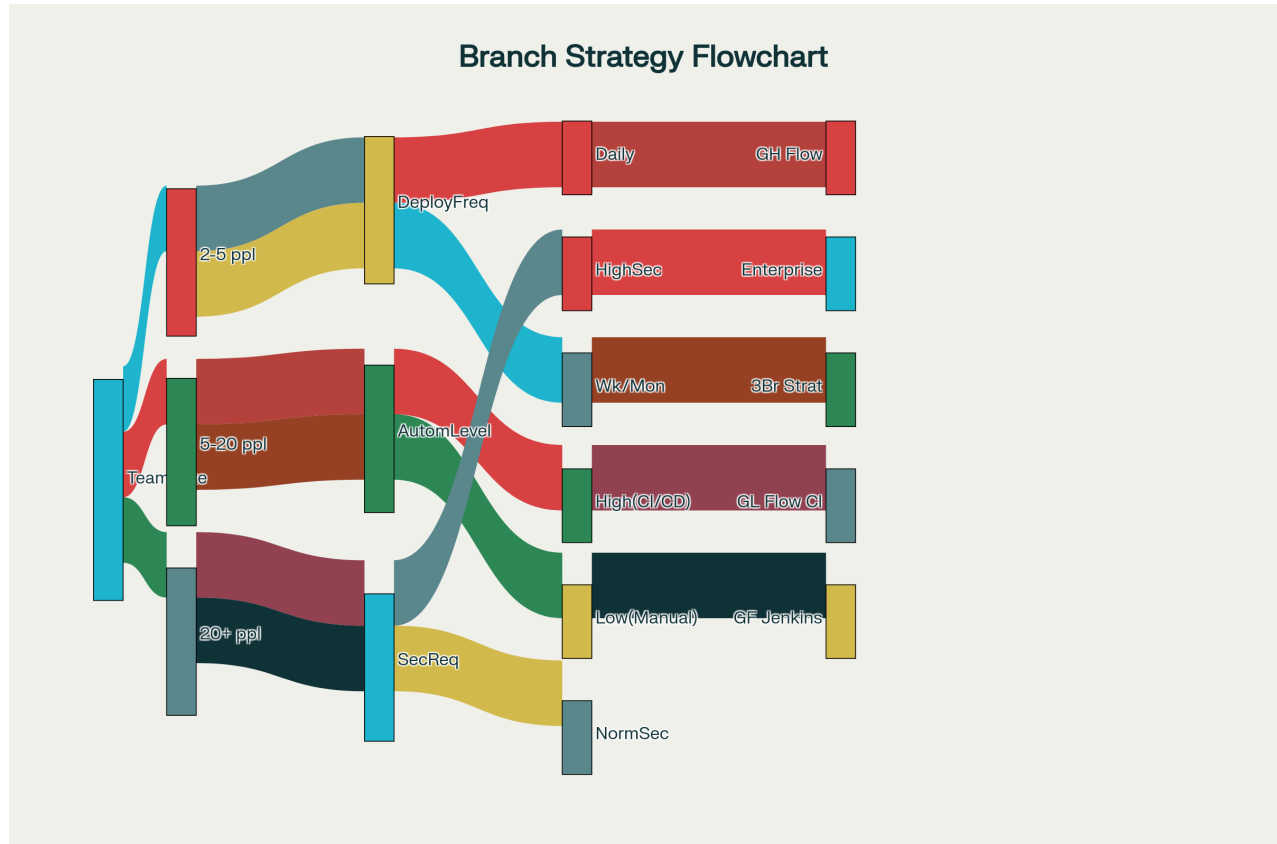 Branch Strategy Flowchart
Daily
GH Flow
DeployFreq
2-5 ppl
HighSec
Enterprise
Wk/Mon
3Br Strat
AutomLevel
5-20 ppl
High(CI/CD)
GL Flow CI
Low(Manual)
GF Jenkins
20+ ppl
SecReq
NormSec